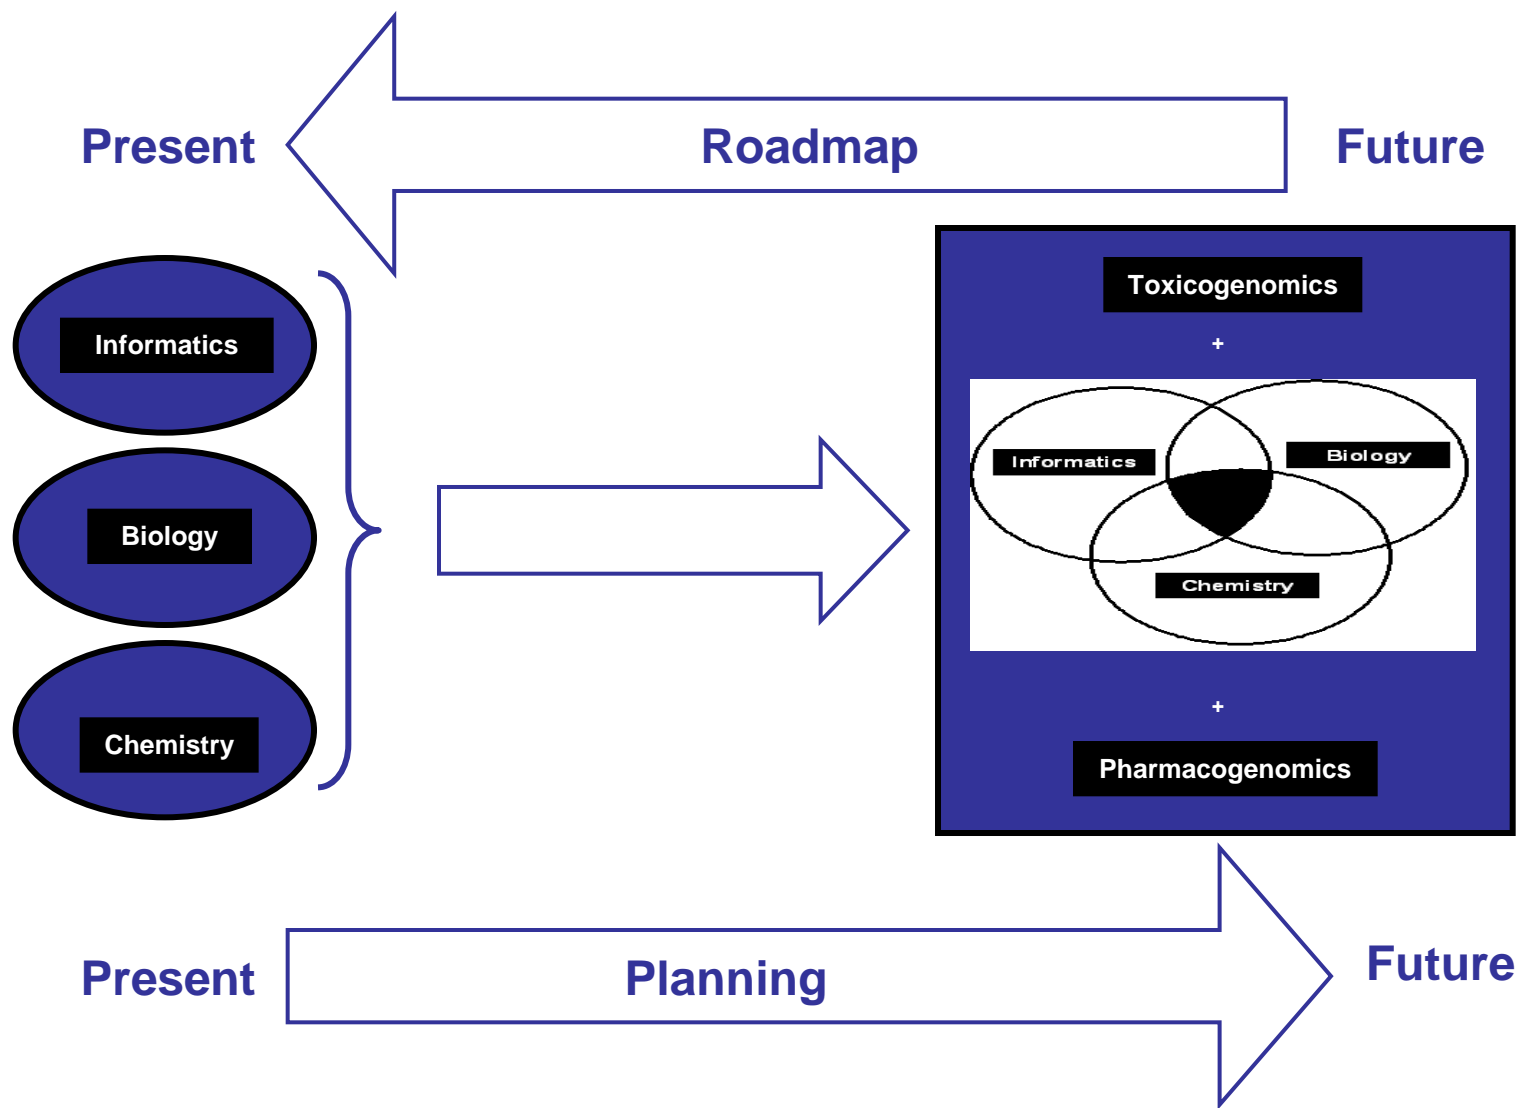 Present
Roadmap
Future
Informatics
Biology
Chemistry
Toxicogenomics
+
Informatics
Biology
Chemistry
+
Pharmacogenomics
Present
Planning
Future